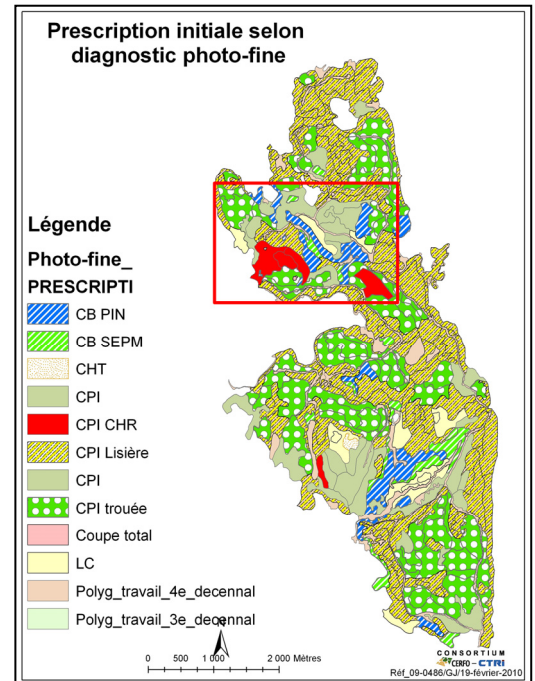 Prescription initiale selon
diagnostic photo-fine
Légende
Photo-fine_
PRESCRIPTI
CB PIN
CB SEPM
CHT
CPI
CPI CHR
CPI Lisière
CPI
CPI trouée
Coupe total
LC
Polyg_travail_4e_decennal
Polyg_travail_3e_decennal
N
0 500 1 000 2 000 Mètres
CONSORTIUM
CERFO - CTRI
Réf_09-0486/GJ/19-février-2010